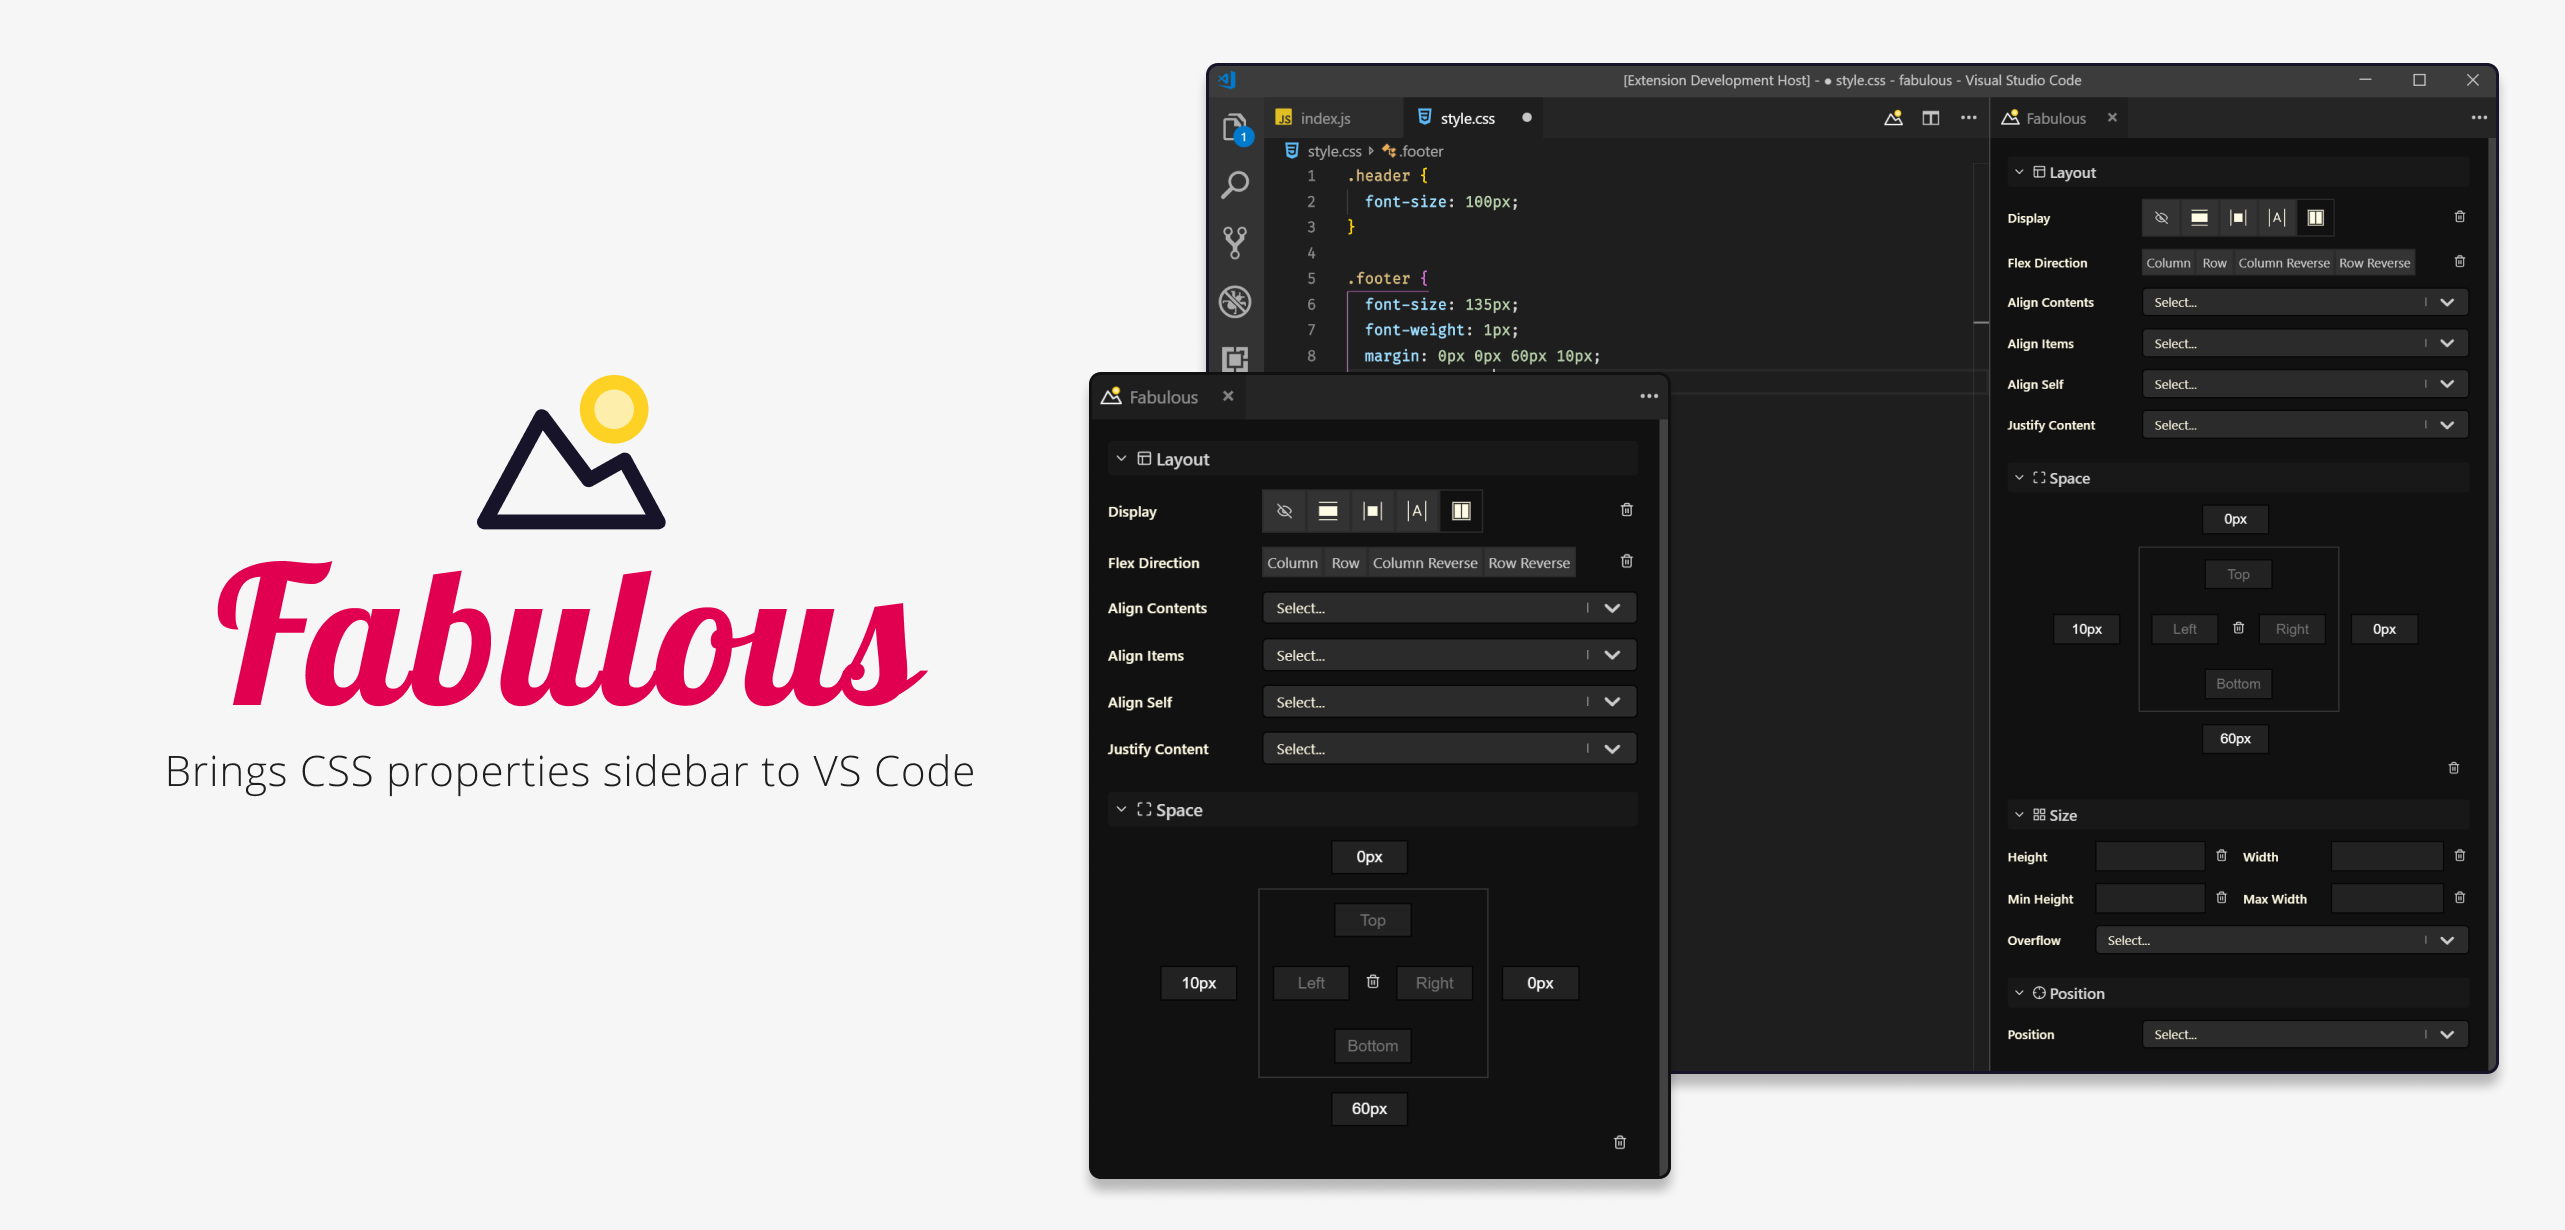 Fabulous
Brings CSS properties sidebar to VS Code
[Extension Development Host] - ● style.css - fabulous - Visual Studio Code
1
JS index.js
style.css
style.css .footer
1 .header {
2 font-size: 100px;
3 }
4
5 .footer {
6 font-size: 135px;
7 font-weight: 1px;
8 margin: 0px 0px 60px 10px;
Fabulous
Layout
Display A
Flex Direction Column Row Column Reverse Row Reverse
Align Contents Select...
Align Items Select...
Align Self Select...
Justify Content Select...
Space
0px
Top
10px Left Right 0px
Bottom
60px
Fabulous
Layout
Display A
Flex Direction Column Row Column Reverse Row Reverse
Align Contents Select...
Align Items Select...
Align Self Select...
Justify Content Select...
Space
0px
Top
10px Left Right 0px
Bottom
60px
Size
Height Width
Min Height Max Width
Overflow Select...
Position
Position Select...